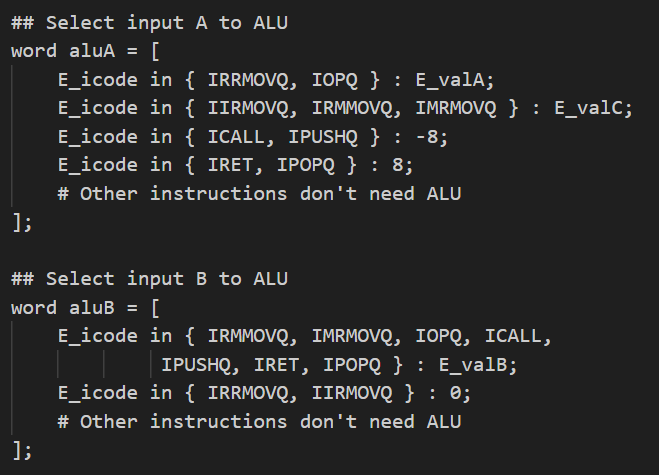 ## Select input A to ALU
word aluA = [
    E_icode in { IRRMOVQ, IOPQ } : E_valA;
    E_icode in { IIRMOVQ, IRMMOVQ, IMRMOVQ } : E_valC;
    E_icode in { ICALL, IPUSHQ } : -8;
    E_icode in { IRET, IPOPQ } : 8;
    # Other instructions don't need ALU
];

## Select input B to ALU
word aluB = [
    E_icode in { IRMMOVQ, IMRMOVQ, IOPQ, ICALL,
             IPUSHQ, IRET, IPOPQ } : E_valB;
    E_icode in { IRRMOVQ, IIRMOVQ } : 0;
    # Other instructions don't need ALU
];